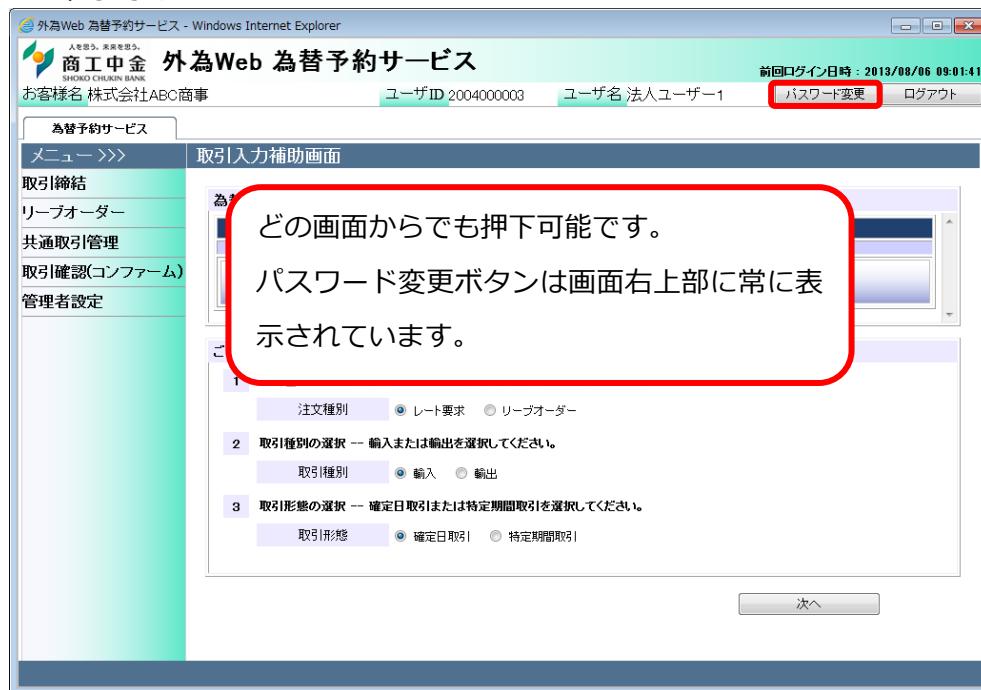 外為Web 為替予約サービス - Windows Internet Explorer
人を思う。未来を思う。
商工中金
SHOKO CHUKIN BANK
外為Web 為替予約サービス
前回ログイン日時 : 2013/08/06 09:01:41
お客様名 株式会社ABC商事 ユーザID 2004000003 ユーザ名 法人ユーザー1 パスワード変更 ログアウト
為替予約サービス
メニュー >>> 取引入力補助画面
取引締結
リーブオーダー
共通取引管理
取引確認(コンファーム)
管理者設定
為替
どの画面からでも押下可能です。
パスワード変更ボタンは画面右上部に常に表
示されています。
ご
1
注文種別 レート要求 リーブオーダー
2 取引種別の選択 -- 輸入または輸出を選択してください。
取引種別 輸入 輸出
3 取引形態の選択 -- 確定日取引または特定期間取引を選択してください。
取引形態 確定日取引 特定期間取引
次へ